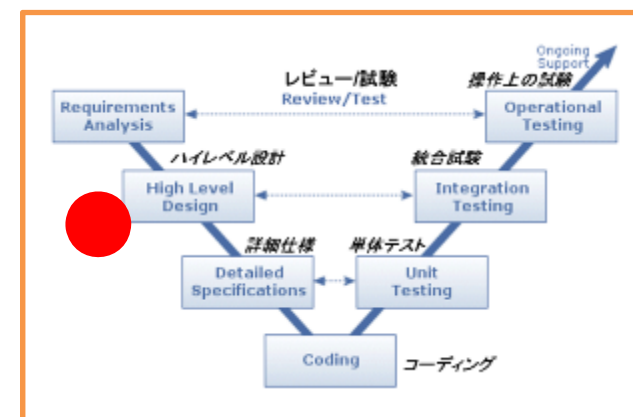 Ongoing
Support
レビュー/試験
操作上の試験
Requirements
Analysis
Review/Test
Operational
Testing
ハイレベル設計
統合試験
High Level
Design
Integration
Testing
詳細仕様
単体テスト
Detailed
Specifications
Unit
Testing
Coding
コーディング